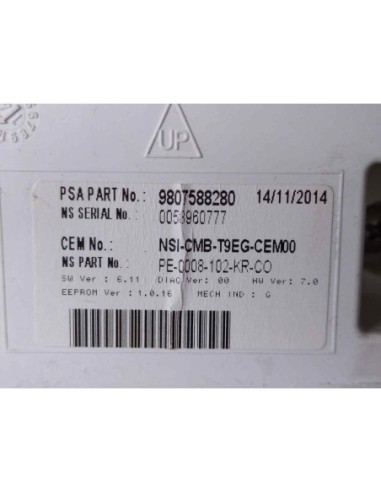 UP
PSA PART No.: 9807588280 14/11/2014
NS SERIAL No.: 0058960777
CEM No.: NSI-CMB-T9EG-CEM00
NS PART No.: PE-0008-102-KR-CO
SW Ver : 6.11 DIAG Ver: 00 HW Ver: 7.0
EEPROM Ver : 1.0.16 MECH IND : G